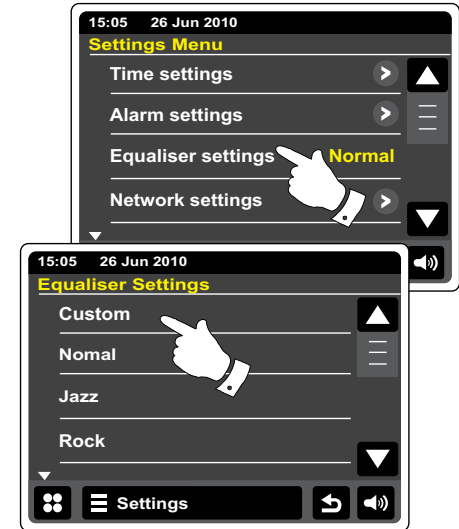 15:05 26 Jun 2010
Settings Menu
Time settings
Alarm settings
Equaliser settings Normal
Network settings
15:05 26 Jun 2010
Equaliser Settings
Custom
Nomal
Jazz
Rock
Settings